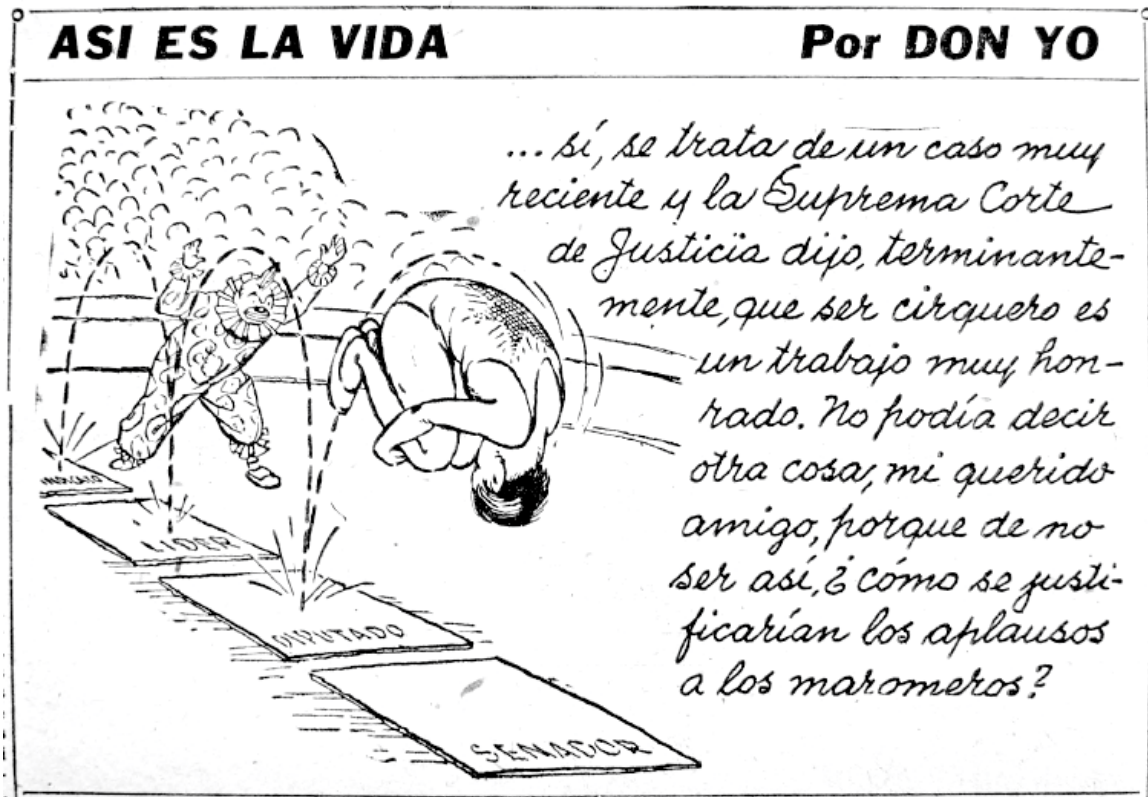 ASI ES LA VIDA
Por DON YO
... sí, se trata de un caso muy
reciente y la Suprema Corte
de Justicia dijo, terminante-
mente, que ser cirquero es
un trabajo muy hon-
rado. No podía decir
otra cosa, mi querido
amigo, porque de no
ser así, ¿cómo se justi-
ficarían los aplausos
a los maromeros?
LIDER
DIPUTADO
SENADOR